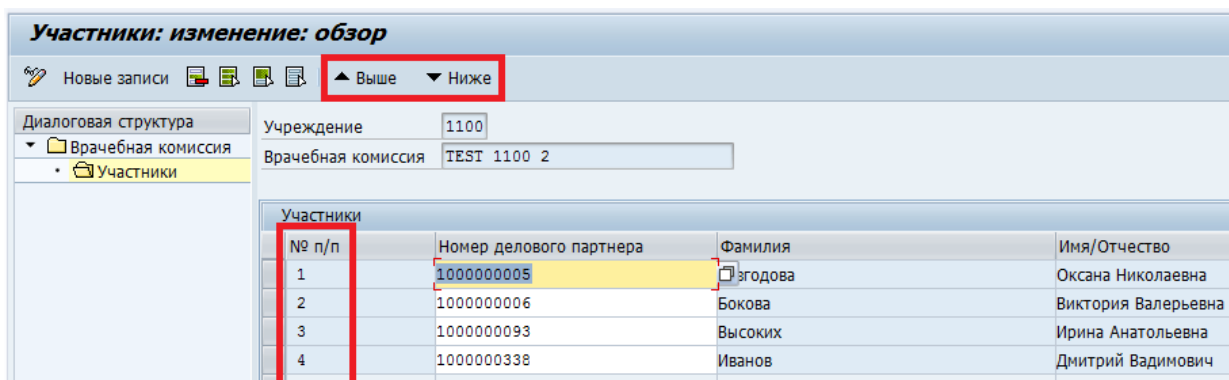 Участники: изменение: обзор
Новые записи Выше Ниже
Диалоговая структура
Врачебная комиссия
Участники
Учреждение 1100
Врачебная комиссия TEST 1100 2
Участники
№ п/п Номер делового партнера Фамилия Имя/Отчество
1 1000000005 Оксана Николаевна
2 1000000006 Бокова Виктория Валерьевна
3 1000000093 Высоких Ирина Анатольевна
4 1000000338 Иванов Дмитрий Вадимович